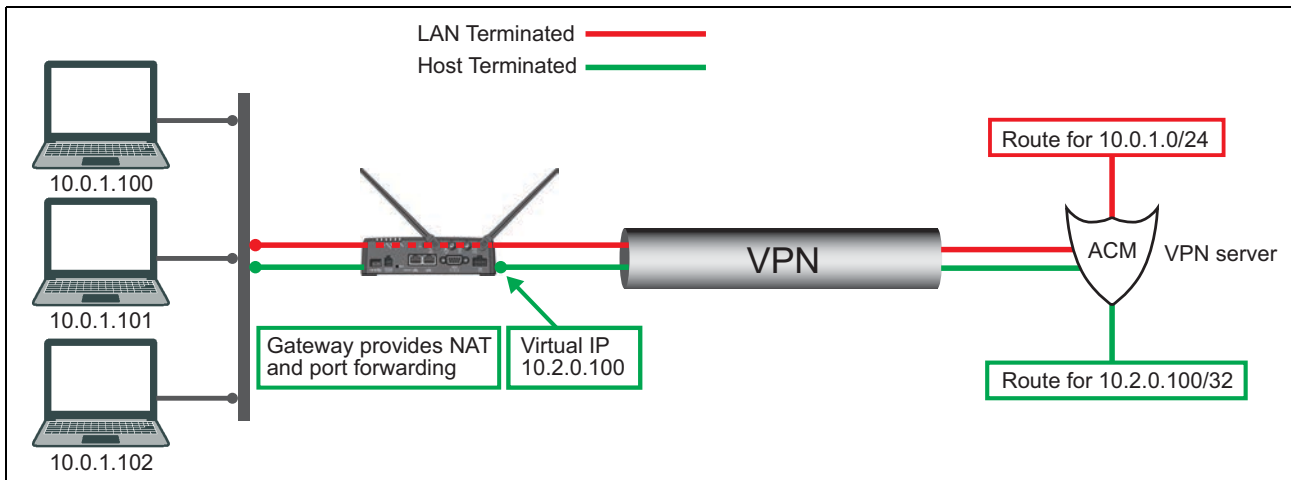 LAN Terminated
Host Terminated
10.0.1.100
10.0.1.101
10.0.1.102
Gateway provides NAT
and port forwarding
Virtual IP
10.2.0.100
VPN
Route for 10.0.1.0/24
ACM
VPN server
Route for 10.2.0.100/32